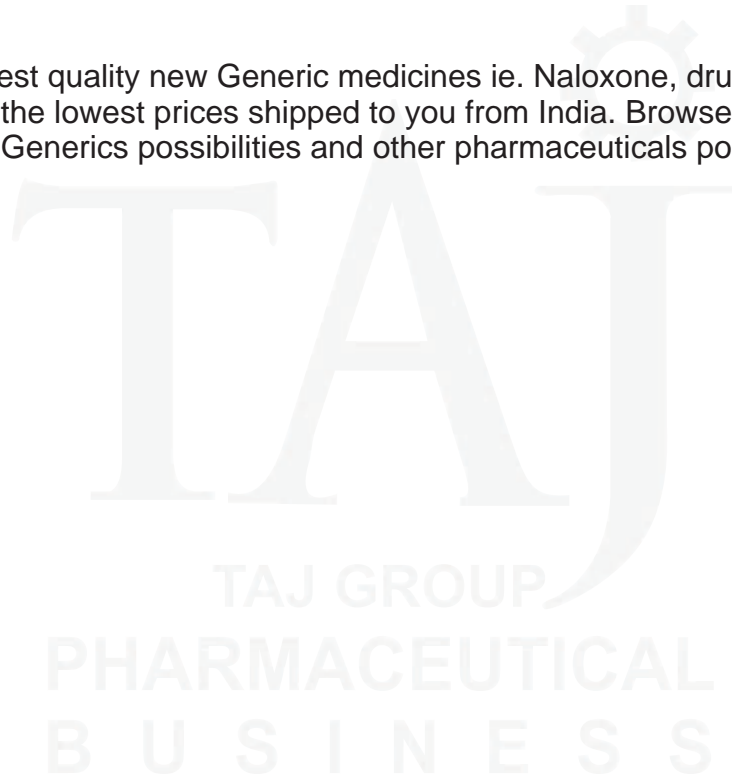 est quality new Generic medicines ie. Naloxone, dru
the lowest prices shipped to you from India. Browse
Generics possibilities and other pharmaceuticals po
TAJ
TAJ GROUP
PHARMACEUTICAL
BUSINESS